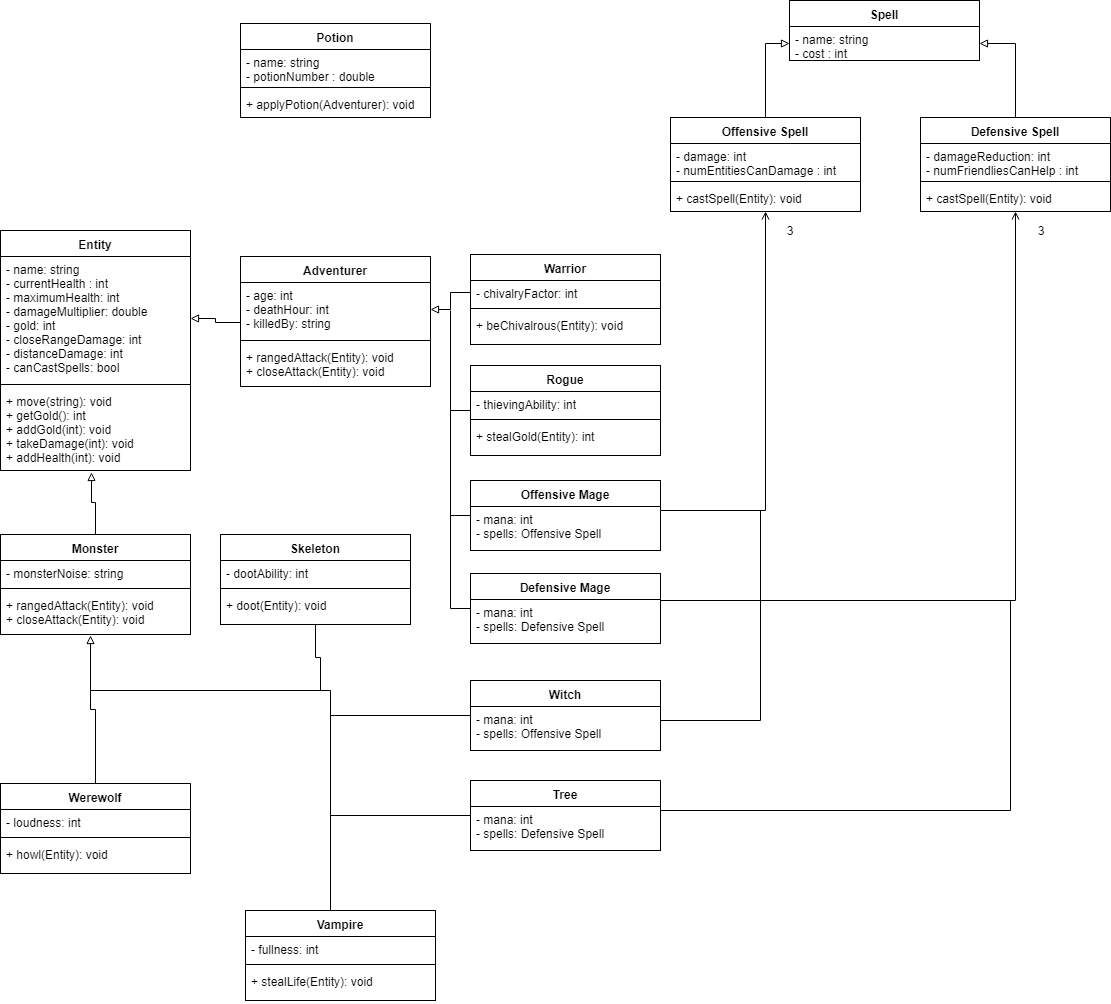 Spell
- name: string
- cost : int
Potion
- name: string
- potionNumber : double
+ applyPotion(Adventurer): void
Offensive Spell
- damage: int
- numEntitiesCanDamage : int
+ castSpell(Entity): void
Defensive Spell
- damageReduction: int
- numFriendliesCanHelp : int
+ castSpell(Entity): void
3
3
Entity
- name: string
- currentHealth : int
- maximumHealth: int
- damageMultiplier: double
- gold: int
- closeRangeDamage: int
- distanceDamage: int
- canCastSpells: bool
+ move(string): void
+ getGold(): int
+ addGold(int): void
+ takeDamage(int): void
+ addHealth(int): void
Adventurer
- age: int
- deathHour: int
- killedBy: string
+ rangedAttack(Entity): void
+ closeAttack(Entity): void
Warrior
- chivalryFactor: int
+ beChivalrous(Entity): void
Rogue
- thievingAbility: int
+ stealGold(Entity): int
Offensive Mage
- mana: int
- spells: Offensive Spell
Monster
- monsterNoise: string
+ rangedAttack(Entity): void
+ closeAttack(Entity): void
Skeleton
- dootAbility: int
+ doot(Entity): void
Defensive Mage
- mana: int
- spells: Defensive Spell
Witch
- mana: int
- spells: Offensive Spell
Werewolf
- loudness: int
+ howl(Entity): void
Tree
- mana: int
- spells: Defensive Spell
Vampire
- fullness: int
+ stealLife(Entity): void